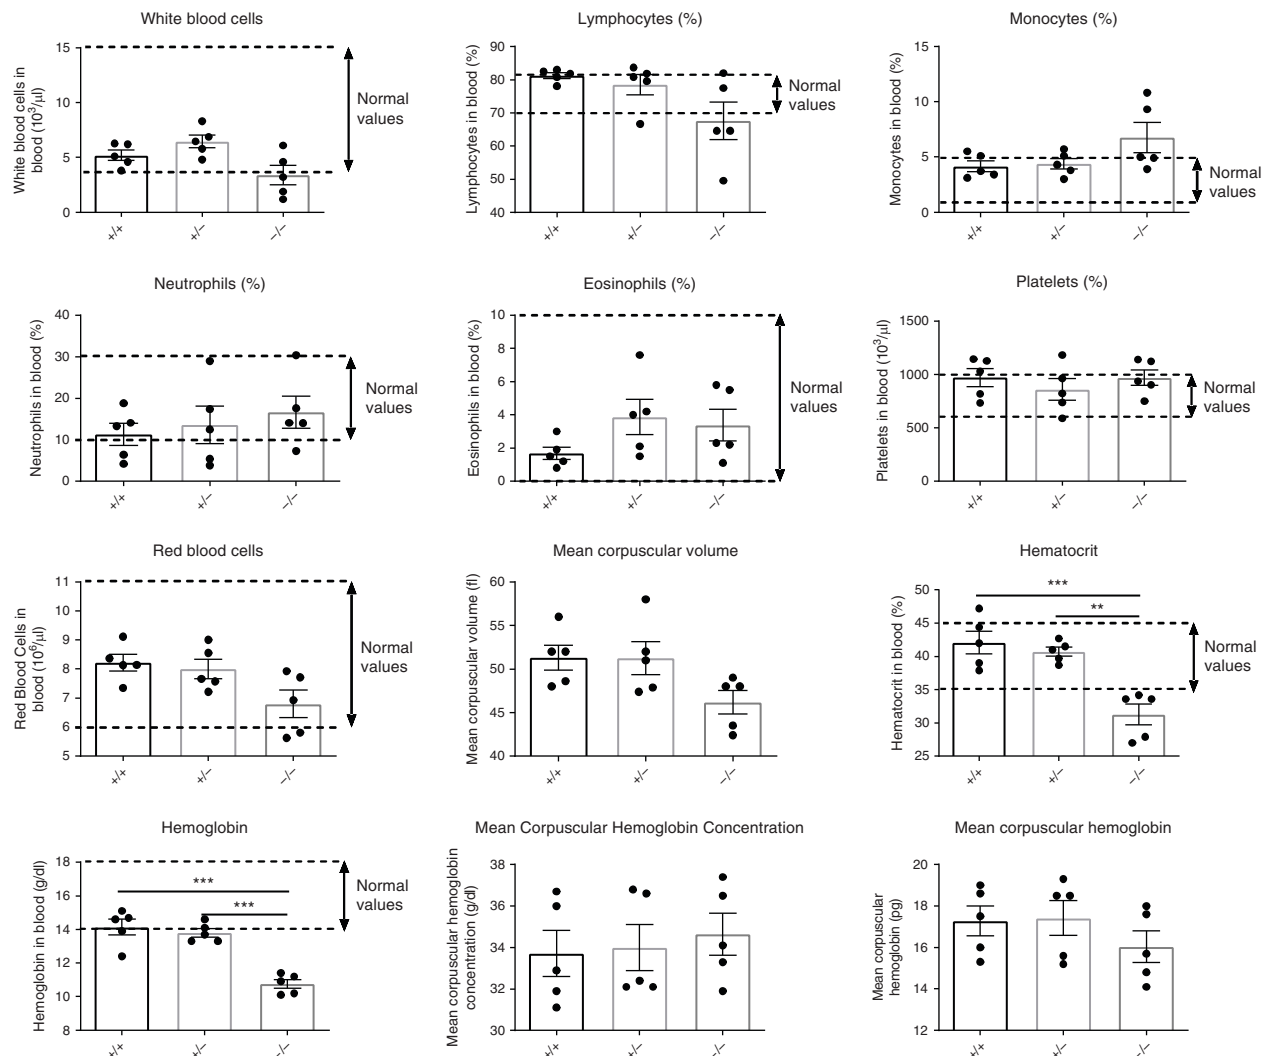 White blood cells
White blood cells in
blood (10³/µl)
15
10
5
0
Normal
values
+/+
+/−
−/−
Lymphocytes (%)
Lymphocytes in blood (%)
90
80
70
60
50
40
Normal
values
+/+
+/−
−/−
Monocytes (%)
Monocytes in blood (%)
15
10
5
0
Normal
values
+/+
+/−
−/−
Neutrophils (%)
Neutrophils in blood (%)
40
30
20
10
0
Normal
values
+/+
+/−
−/−
Eosinophils (%)
Eosinophils in blood (%)
10
8
6
4
2
0
Normal
values
+/+
+/−
−/−
Platelets (%)
Platelets in blood (10³/µl)
1500
1000
500
0
Normal
values
+/+
+/−
−/−
Red blood cells
Red Blood Cells in
blood (10⁶/µl)
11
10
9
8
7
6
5
Normal
values
+/+
+/−
−/−
Mean corpuscular volume
Mean corpuscular volume (fl)
60
55
50
45
40
+/+
+/−
−/−
Hematocrit
Hematocrit in blood (%)
50
45
40
35
30
25
***
**
Normal
values
+/+
+/−
−/−
Hemoglobin
Hemoglobin in blood (g/dl)
18
16
14
12
10
8
***
***
Normal
values
+/+
+/−
−/−
Mean Corpuscular Hemoglobin Concentration
Mean corpuscular hemoglobin
concentration (g/dl)
38
36
34
32
30
+/+
+/−
−/−
Mean corpuscular hemoglobin
Mean corpuscular
hemoglobin (pg)
20
18
16
14
12
+/+
+/−
−/−